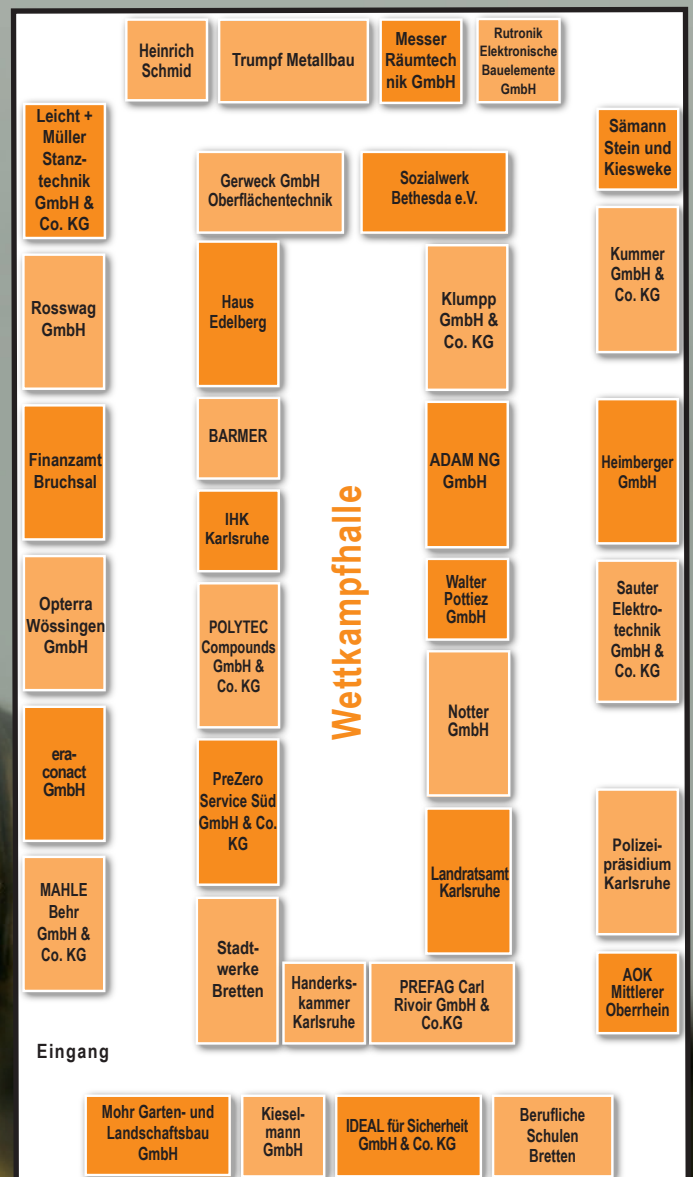 Heinrich
Schmid
Trumpf Metallbau
Messer
Räumtech
nik GmbH
Rutronik
Elektronische
Bauelemente
GmbH
Leicht +
Müller
Stanz-
technik
GmbH &
Co. KG
Gerweck GmbH
Oberflächentechnik
Sozialwerk
Bethesda e.V.
Sämann
Stein und
Kiesweke
Rosswag
GmbH
Haus
Edelberg
Klumpp
GmbH &
Co. KG
Kummer
GmbH &
Co. KG
Finanzamt
Bruchsal
BARMER
ADAM NG
GmbH
Heimberger
GmbH
IHK
Karlsruhe
Wettkampfhalle
Opterra
Wössingen
GmbH
POLYTEC
Compounds
GmbH &
Co. KG
Walter
Pottiez
GmbH
Sauter
Elektro-
technik
GmbH &
Co. KG
Notter
GmbH
era-
conact
GmbH
PreZero
Service Süd
GmbH & Co.
KG
Polizei-
präsidium
Karlsruhe
Landratsamt
Karlsruhe
MAHLE
Behr
GmbH &
Co. KG
Stadt-
werke
Bretten
Handerks-
kammer
Karlsruhe
PREFAG Carl
Rivoir GmbH &
Co.KG
AOK
Mittlerer
Oberrhein
Eingang
Mohr Garten- und
Landschaftsbau
GmbH
Kiesel-
mann
GmbH
IDEAL für Sicherheit
GmbH & Co. KG
Berufliche
Schulen
Bretten